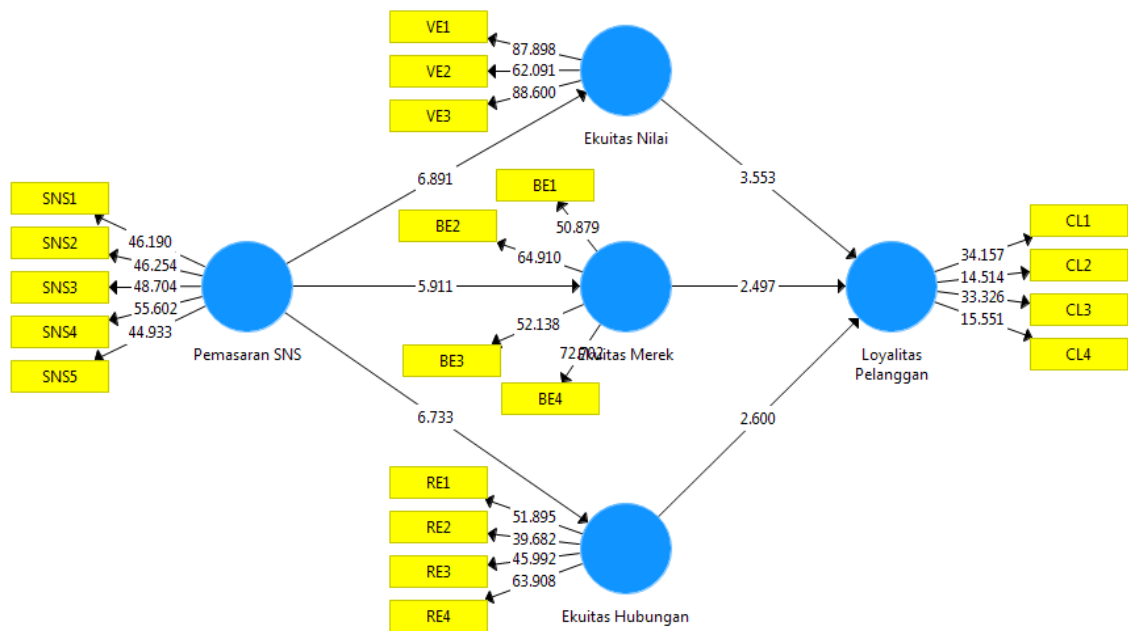 VE1
VE2
VE3
87.898
62.091
88.600
Ekuitas Nilai
6.891
3.553
SNS1
SNS2
SNS3
SNS4
SNS5
46.190
46.254
48.704
55.602
44.933
Pemasaran SNS
BE1
BE2
50.879
64.910
5.911
2.497
52.138
BE3
BE4
Ekuitas Merek
CL1
CL2
CL3
CL4
34.157
14.514
33.326
15.551
Loyalitas
Pelanggan
6.733
2.600
RE1
RE2
RE3
RE4
51.895
39.682
45.992
63.908
Ekuitas Hubungan